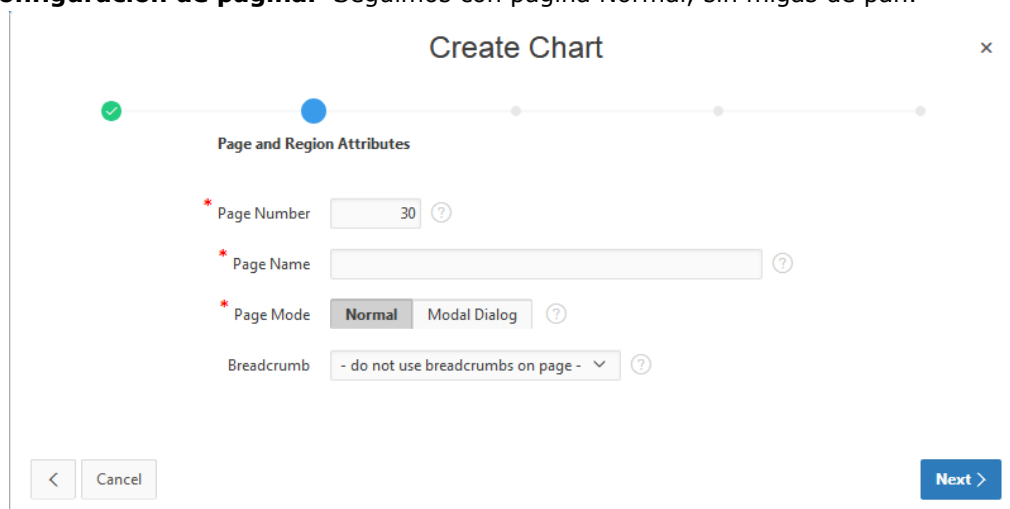 onfiguración de página. Seguimos con página Normal, sin migas de pan.
Create Chart ×
Page and Region Attributes
* Page Number 30 ?
* Page Name ?
* Page Mode Normal Modal Dialog ?
Breadcrumb - do not use breadcrumbs on page - ?
< Cancel Next >